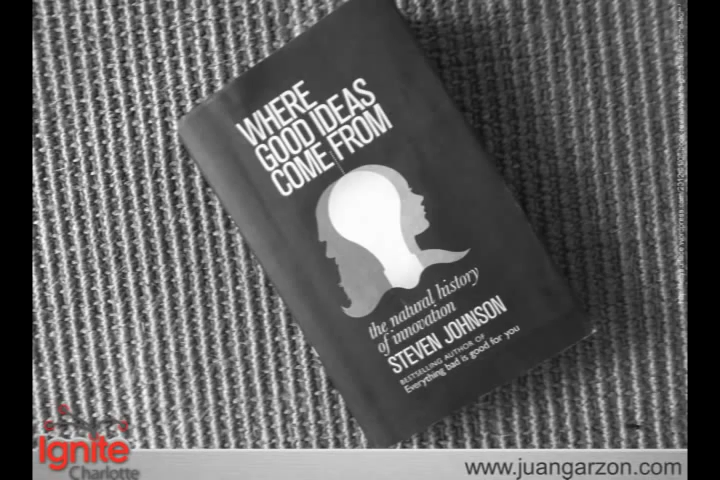 WHERE
GOOD IDEAS
COME FROM
the natural history
of innovation
STEVEN JOHNSON
BESTSELLING AUTHOR OF
Everything bad is good for you
Ignite
Charlotte
www.juangarzon.com